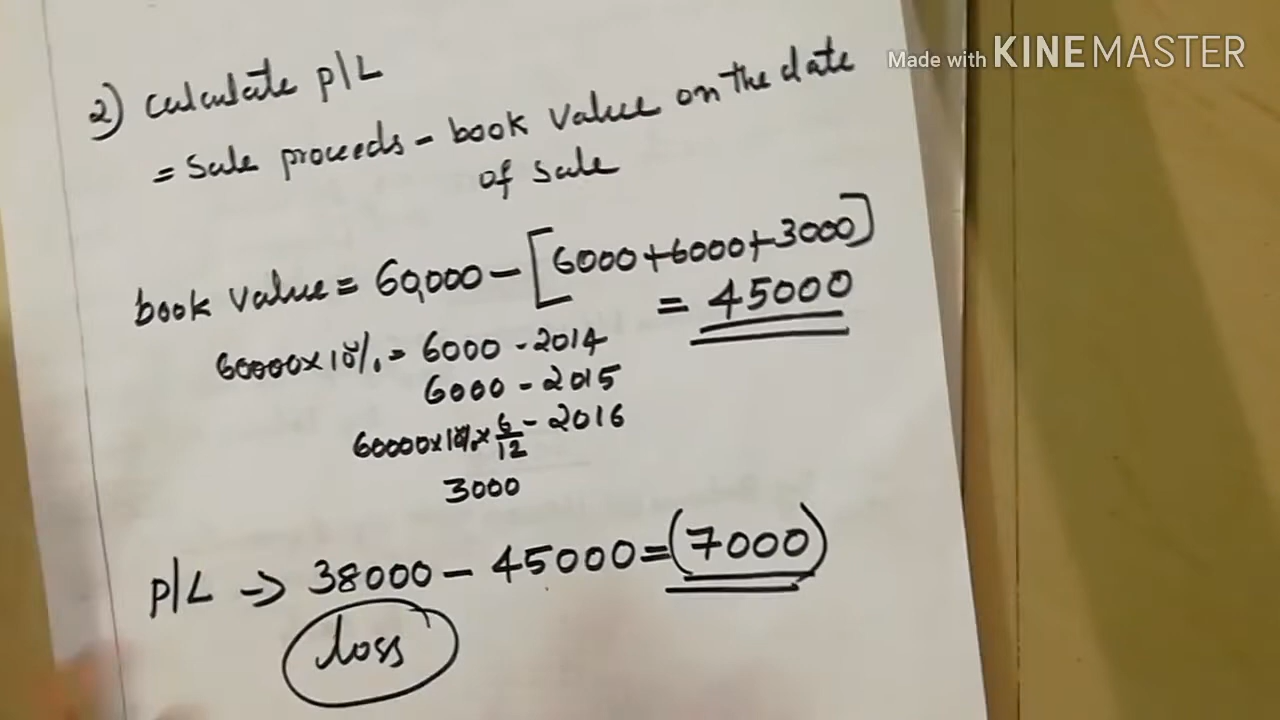 Made with KINEMASTER
2) Calculate P/L
= Sale proceeds - book value on the date
of sale
book value = 60,000 - [6000+6000+3000]
= 45000
60000x10% = 6000 - 2014
6000 - 2015
60000x10%x 6/12 - 2016
3000
P/L → 38000 - 45000 = (7000)
loss